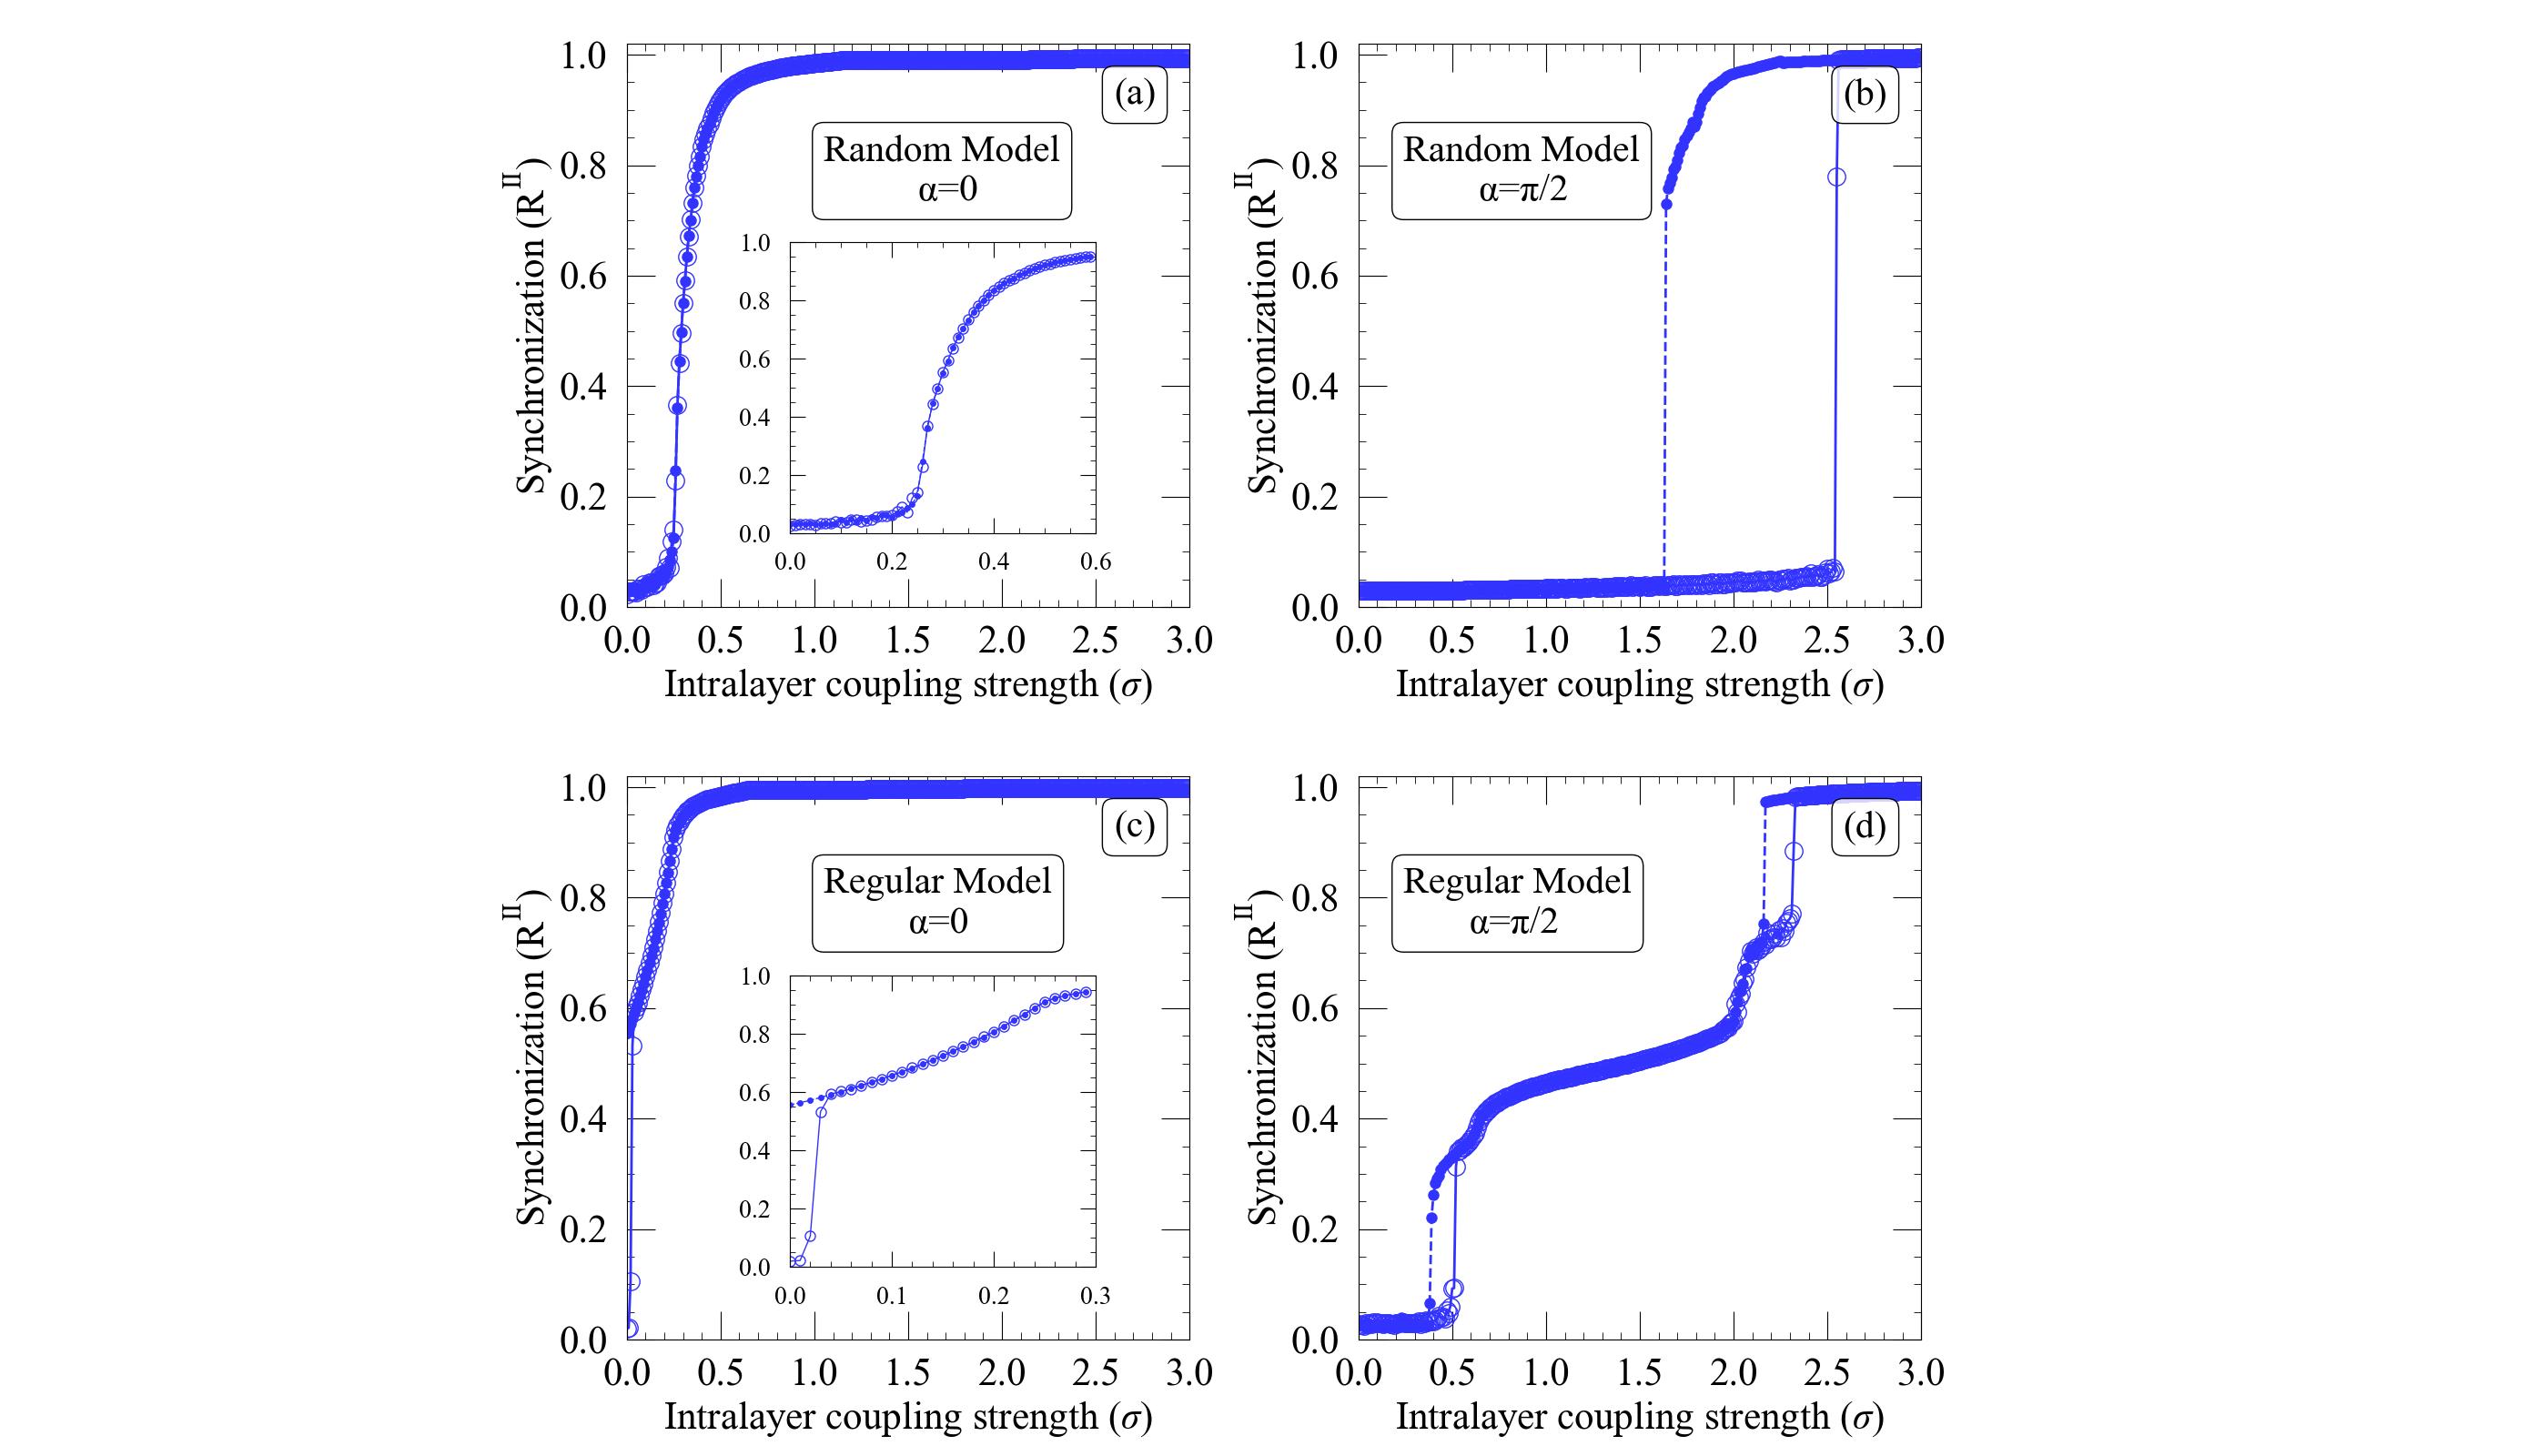 (a)
Random Model
α=0
Synchronization (Rᴵᴵ)
1.0
0.8
0.6
0.4
0.2
0.0
1.0
0.8
0.6
0.4
0.2
0.0
0.0 0.2 0.4 0.6
0.0 0.5 1.0 1.5 2.0 2.5 3.0
Intralayer coupling strength (σ)
(b)
Random Model
α=π/2
Synchronization (Rᴵᴵ)
1.0
0.8
0.6
0.4
0.2
0.0
0.0 0.5 1.0 1.5 2.0 2.5 3.0
Intralayer coupling strength (σ)
(c)
Regular Model
α=0
Synchronization (Rᴵᴵ)
1.0
0.8
0.6
0.4
0.2
0.0
1.0
0.8
0.6
0.4
0.2
0.0
0.0 0.1 0.2 0.3
0.0 0.5 1.0 1.5 2.0 2.5 3.0
Intralayer coupling strength (σ)
(d)
Regular Model
α=π/2
Synchronization (Rᴵᴵ)
1.0
0.8
0.6
0.4
0.2
0.0
0.0 0.5 1.0 1.5 2.0 2.5 3.0
Intralayer coupling strength (σ)